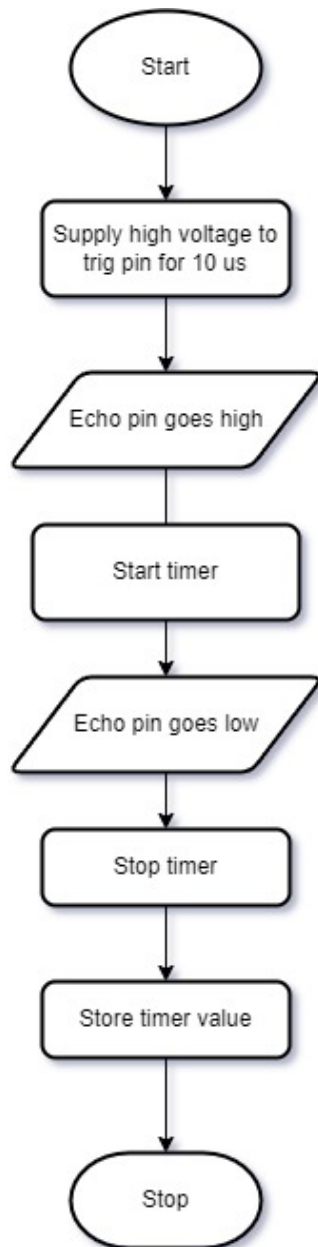 Start
Supply high voltage to
trig pin for 10 us
Echo pin goes high
Start timer
Echo pin goes low
Stop timer
Store timer value
Stop